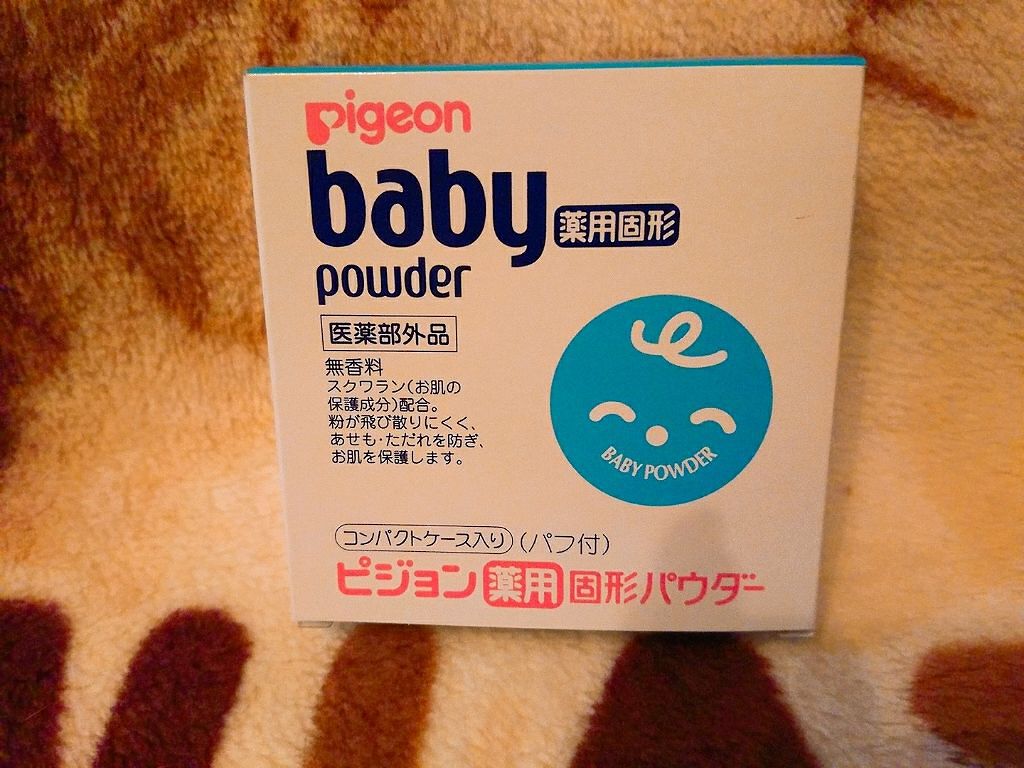 pigeon
baby 薬用固形
powder
医薬部外品
無香料
スクワラン(お肌の
保護成分)配合。
粉が飛び散りにくく、
あせも・ただれを防ぎ、
お肌を保護します。
BABY POWDER
コンパクトケース入り (パフ付)
ピジョン 薬用 固形パウダー